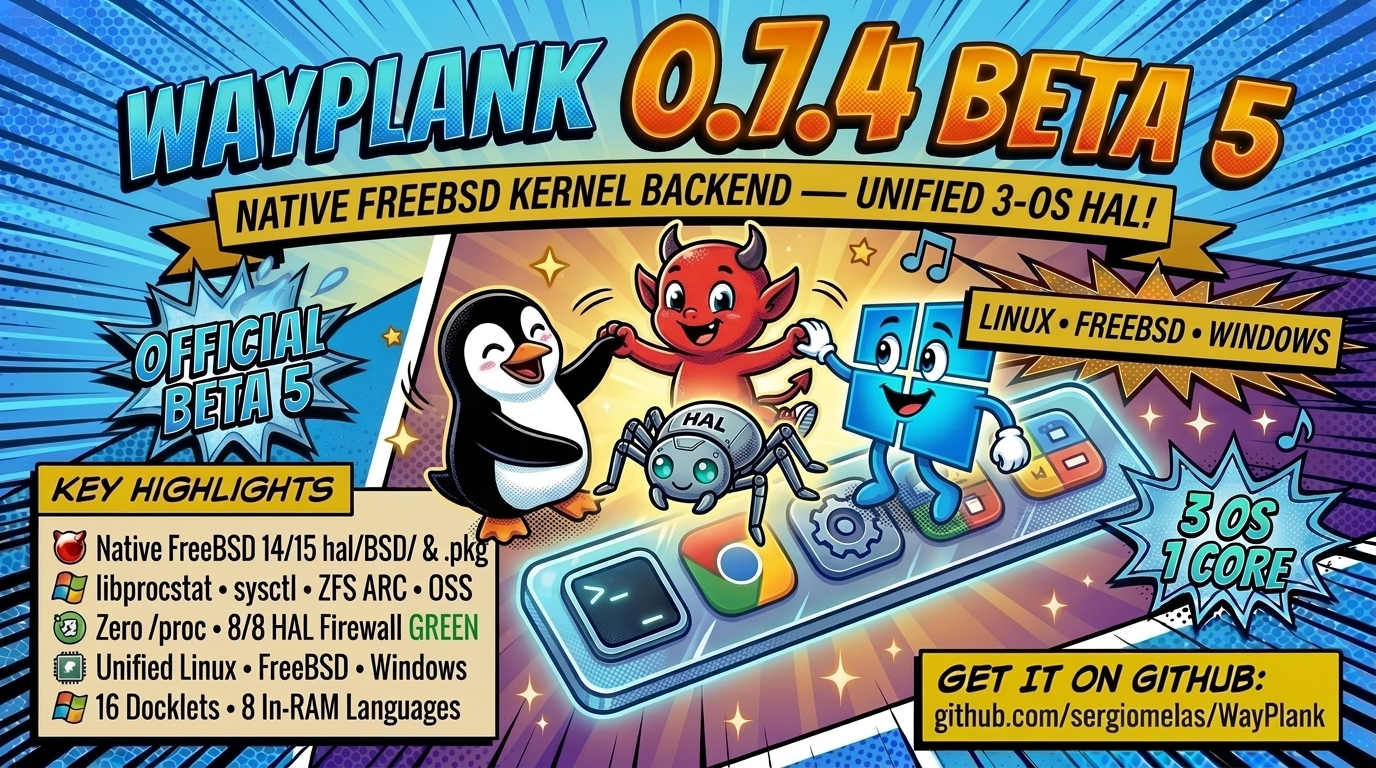 WAYPLANK 0.7.4 BETA 5
NATIVE FREEBSD KERNEL BACKEND — UNIFIED 3-OS HAL!
OFFICIAL
BETA 5
LINUX • FREEBSD • WINDOWS
HAL
KEY HIGHLIGHTS
Native FreeBSD 14/15 hal/BSD/ & .pkg
libprocstat • sysctl • ZFS ARC • OSS
Zero /proc • 8/8 HAL Firewall GREEN
Unified Linux • FreeBSD • Windows
16 Docklets • 8 In-RAM Languages
3 OS
1 CORE
GET IT ON GITHUB:
github.com/sergiomelas/WayPlank